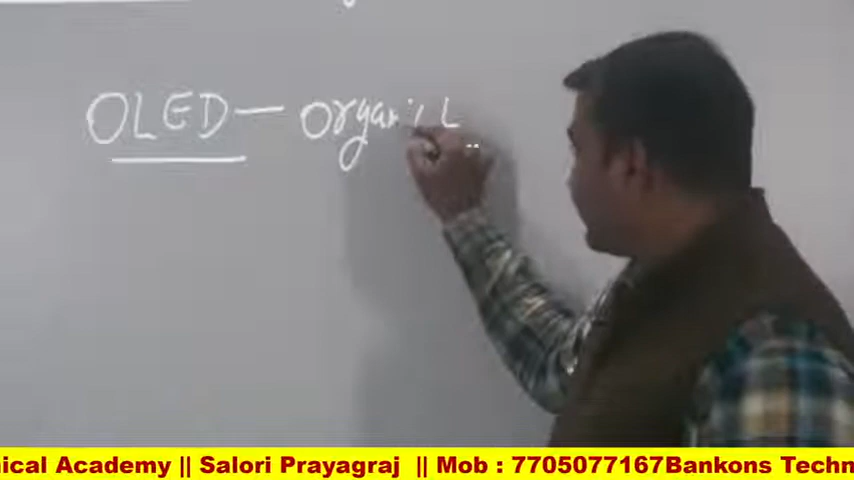 OLED — Organic L
ical Academy || Salori Prayagraj || Mob : 7705077167Bankons Techn